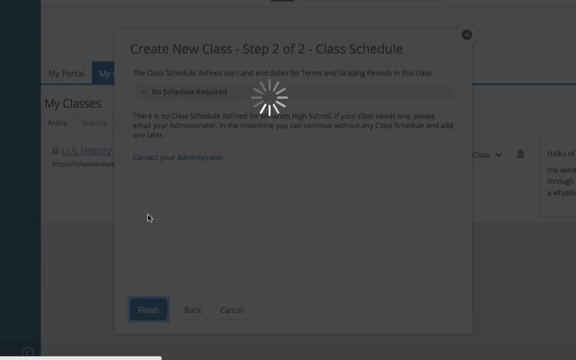 Create New Class - Step 2 of 2 - Class Schedule
The Class Schedule defines start and end dates for Terms and Grading Periods in this class.
My Portal
My
No Schedule Required
My Classes
There is no Class Schedule defined for High School. If your class needs one, please
Active Inactive
email your Administrator. In the meantime you can continue without any Class Schedule and add
one later.
U.S. History
Class
Haiku of
Contact your Administrator.
the wind
through
a whistli
Finish Back Cancel